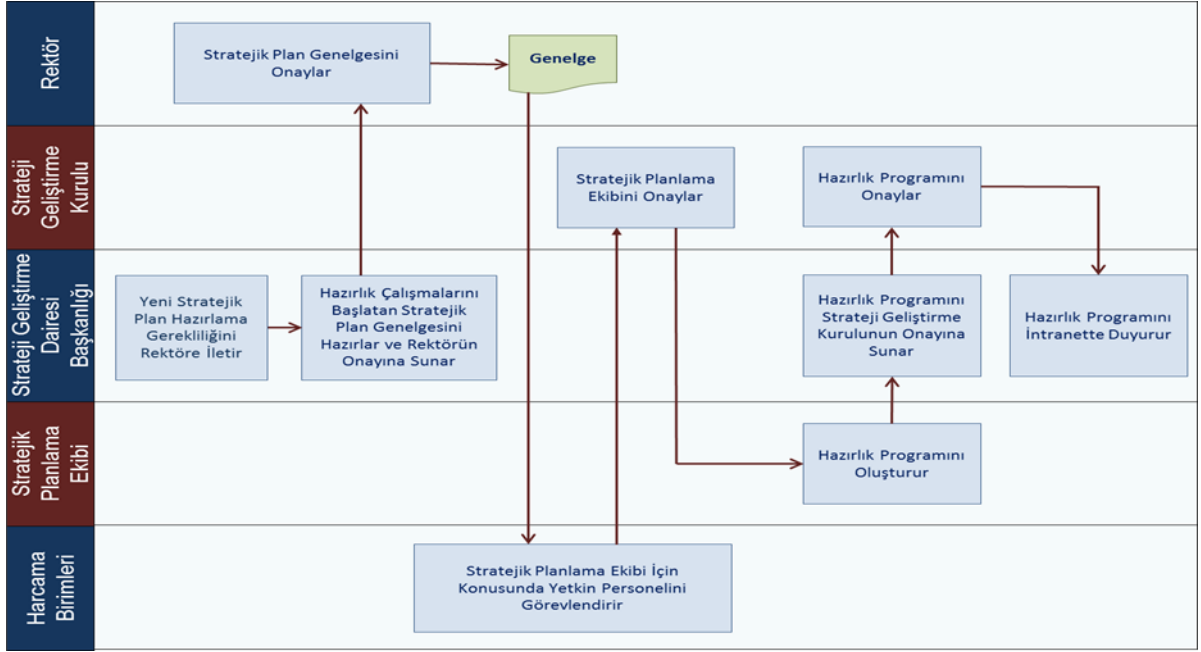 Rektör
Stratejik Plan Genelgesini
Onaylar
Genelge
Strateji
Geliştirme
Kurulu
Stratejik Planlama
Ekibini Onaylar
Hazırlık Programını
Onaylar
Strateji Geliştirme
Dairesi
Başkanlığı
Yeni Stratejik
Plan Hazırlama
Gerekliliğini
Rektöre İletir
Hazırlık Çalışmalarını
Başlatan Stratejik
Plan Genelgesini
Hazırlar ve Rektörün
Onayına Sunar
Hazırlık Programını
Strateji Geliştirme
Kurulunun Onayına
Sunar
Hazırlık Programını
İntranette Duyurur
Stratejik
Planlama
Ekibi
Hazırlık Programını
Oluşturur
Harcama
Birimleri
Stratejik Planlama Ekibi İçin
Konusunda Yetkin Personelini
Görevlendirir